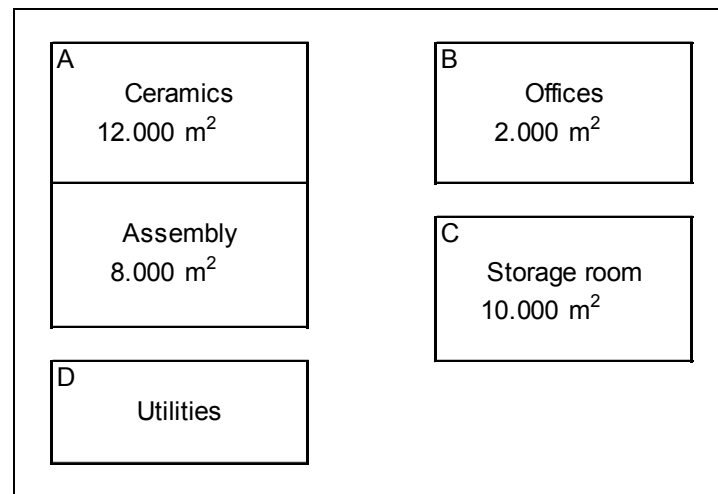 A
Ceramics
12.000 m²
Assembly
8.000 m²
B
Offices
2.000 m²
C
Storage room
10.000 m²
D
Utilities